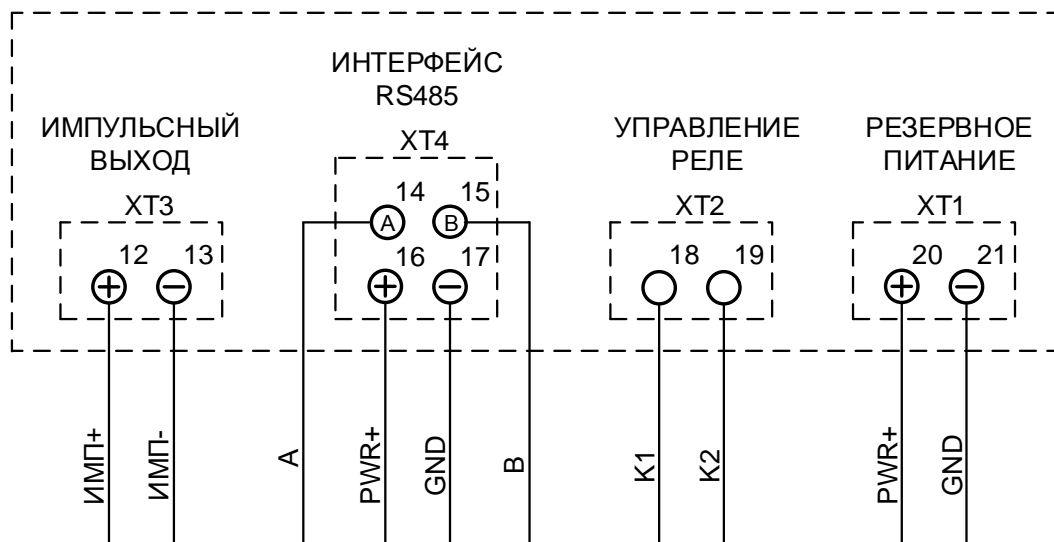 ИМПУЛЬСНЫЙ
ВЫХОД
XT3
12 13
+ −
ИМП+
ИМП-
ИНТЕРФЕЙС
RS485
XT4
14 15
A B
16 17
+ −
A
PWR+
GND
B
УПРАВЛЕНИЕ
РЕЛЕ
XT2
18 19
K1
K2
РЕЗЕРВНОЕ
ПИТАНИЕ
XT1
20 21
+ −
PWR+
GND